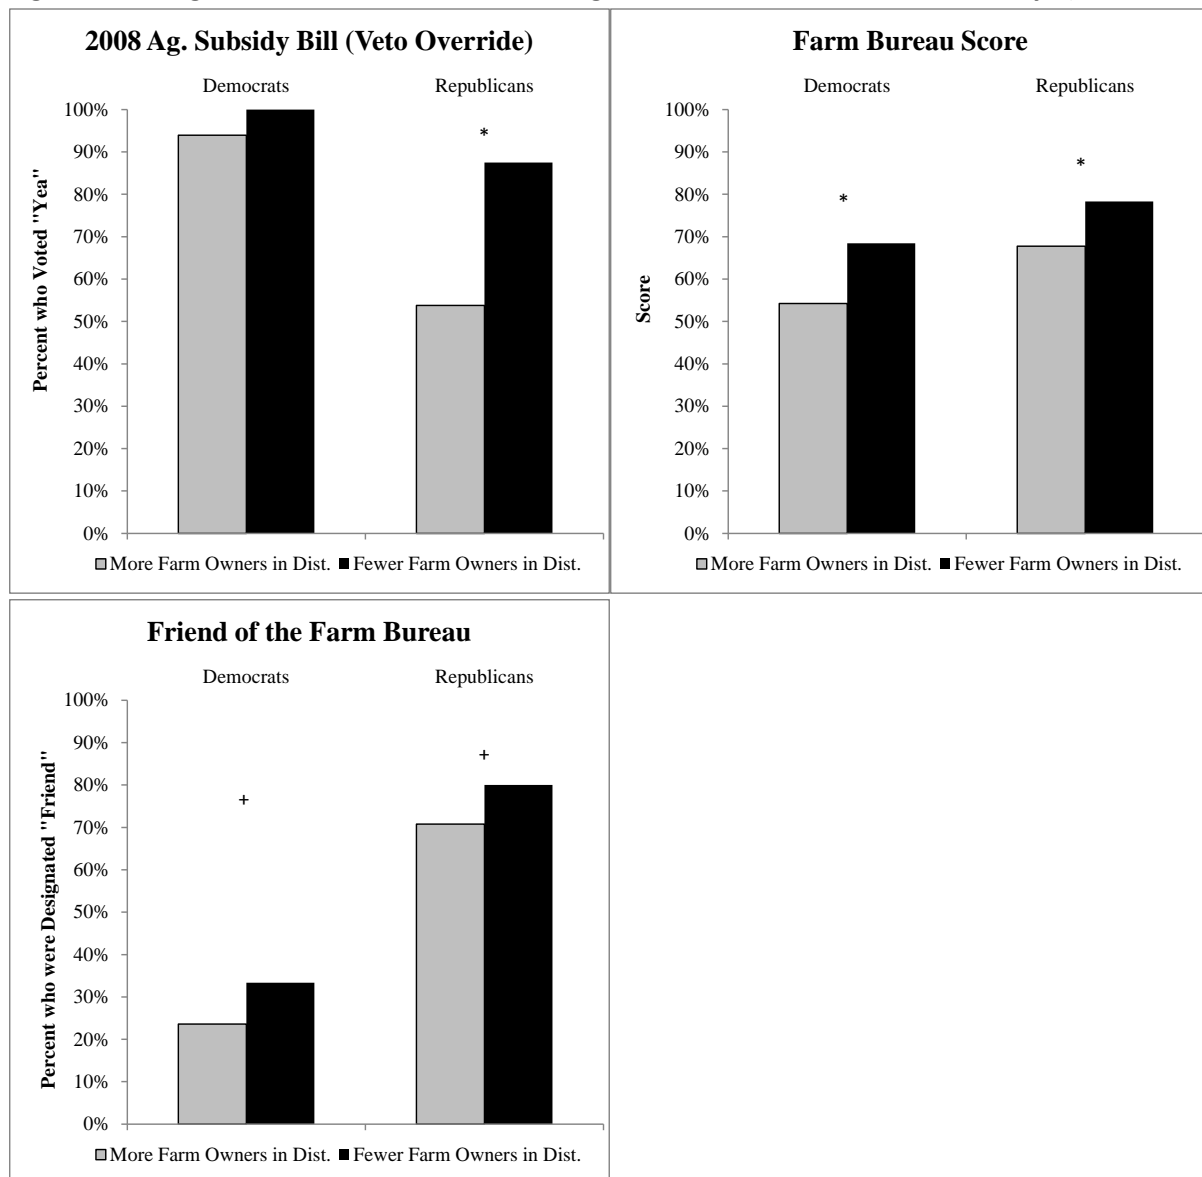 2008 Ag. Subsidy Bill (Veto Override)
Democrats
Republicans
Percent who Voted "Yea"
100%
90%
80%
70%
60%
50%
40%
30%
20%
10%
0%
*
More Farm Owners in Dist.
Fewer Farm Owners in Dist.
Farm Bureau Score
Democrats
Republicans
Score
100%
90%
80%
70%
60%
50%
40%
30%
20%
10%
0%
*
*
More Farm Owners in Dist.
Fewer Farm Owners in Dist.
Friend of the Farm Bureau
Democrats
Republicans
Percent who were Designated "Friend"
100%
90%
80%
70%
60%
50%
40%
30%
20%
10%
0%
+
+
More Farm Owners in Dist.
Fewer Farm Owners in Dist.